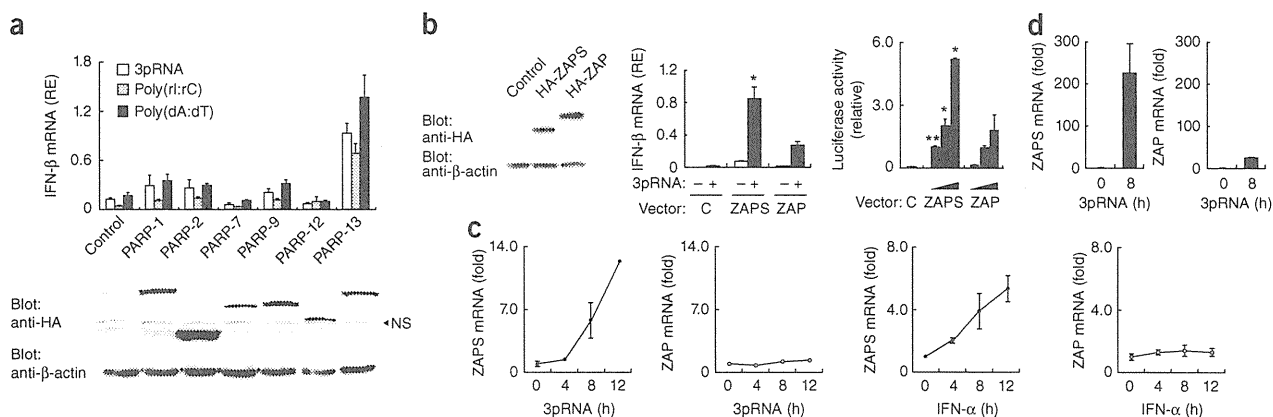 a
IFN-β mRNA (RE)
1.8
1.2
0.6
0
3pRNA
Poly(rI:rC)
Poly(dA:dT)
Control
PARP-1
PARP-2
PARP-7
PARP-9
PARP-12
PARP-13
Blot:
anti-HA
NS
Blot:
anti-β-actin
b
Control
HA-ZAPS
HA-ZAP
Blot:
anti-HA
Blot:
anti-β-actin
IFN-β mRNA (RE)
1.2
0.8
0.4
0
*
3pRNA: – + – + – +
Vector: C ZAPS ZAP
Luciferase activity
(relative)
6.0
3.0
0
** * *
Vector: C ZAPS ZAP
c
ZAPS mRNA (fold)
14.0
7.0
0
0 4 8 12
3pRNA (h)
ZAP mRNA (fold)
14.0
7.0
0
0 4 8 12
3pRNA (h)
ZAPS mRNA (fold)
8.0
4.0
0
0 4 8 12
IFN-α (h)
ZAP mRNA (fold)
8.0
4.0
0
0 4 8 12
IFN-α (h)
d
ZAPS mRNA (fold)
300
200
100
0
0 8
3pRNA (h)
ZAP mRNA (fold)
300
200
100
0
0 8
3pRNA (h)